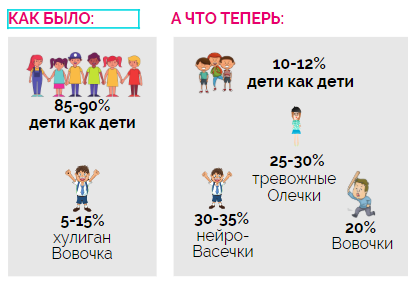 КАК БЫЛО:
85-90%
дети как дети
5-15%
хулиган
Вовочка
А ЧТО ТЕПЕРЬ:
10-12%
дети как дети
25-30%
тревожные
Олечки
30-35%
нейро-
Васечки
20%
Вовочки